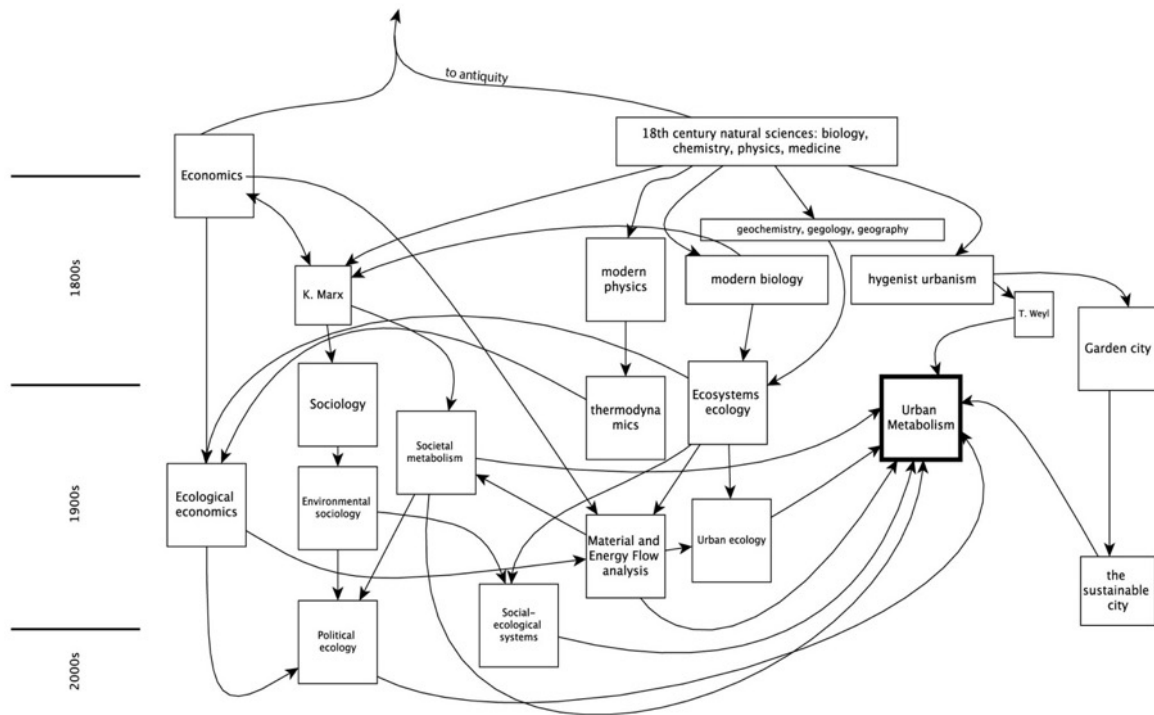 to antiquity
18th century natural sciences: biology,
chemistry, physics, medicine
Economics
geochemistry, gegology, geography
1800s
modern
physics
modern biology
hygenist urbanism
K. Marx
T. Weyl
Garden city
Sociology
thermodyna
mics
Ecosystems
ecology
Urban
Metabolism
Societal
metabolism
1900s
Ecological
economics
Environmental
sociology
Material and
Energy Flow
analysis
Urban ecology
the
sustainable
city
Social-
ecological
systems
Political
ecology
2000s